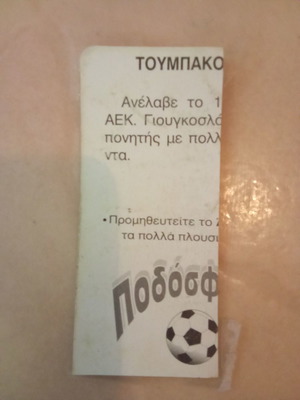 ΤΟΥΜΠΑΚΟ
Ανέλαβε το 1
ΑΕΚ. Γιουγκοσλά
πονητής με πολλ
ντα.
• Προμηθευτείτε το
τα πολλά πλουσι
Ποδόσφ